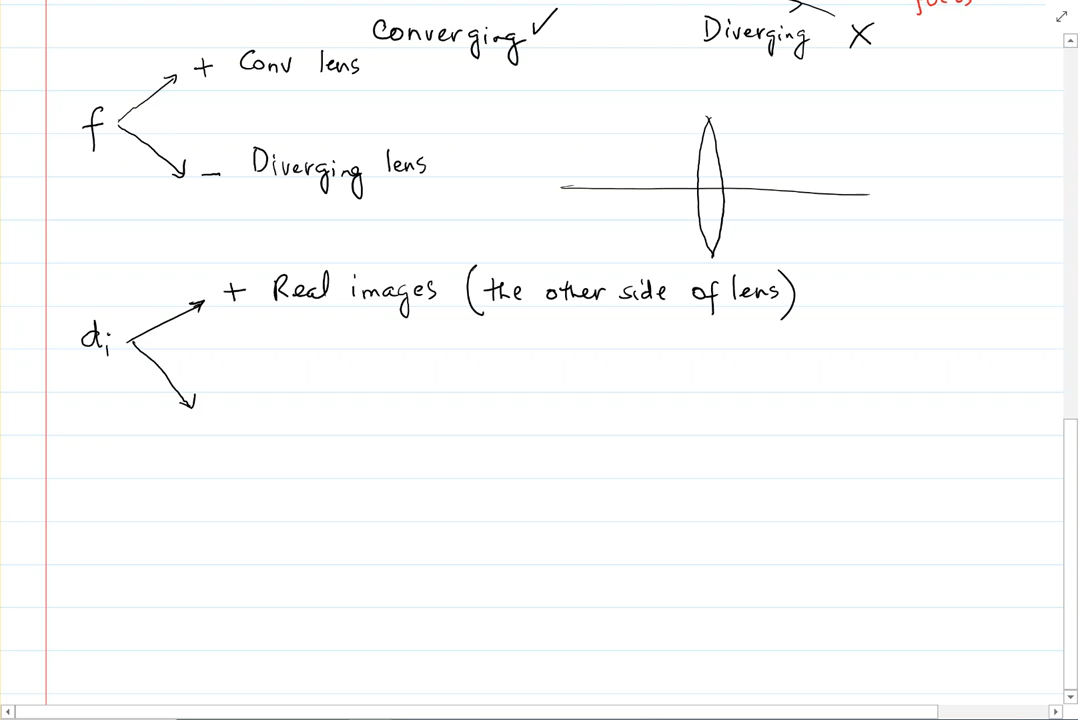 Converging ✓ Diverging X
+ Conv lens
f
- Diverging lens
+ Real images (the other side of lens)
di